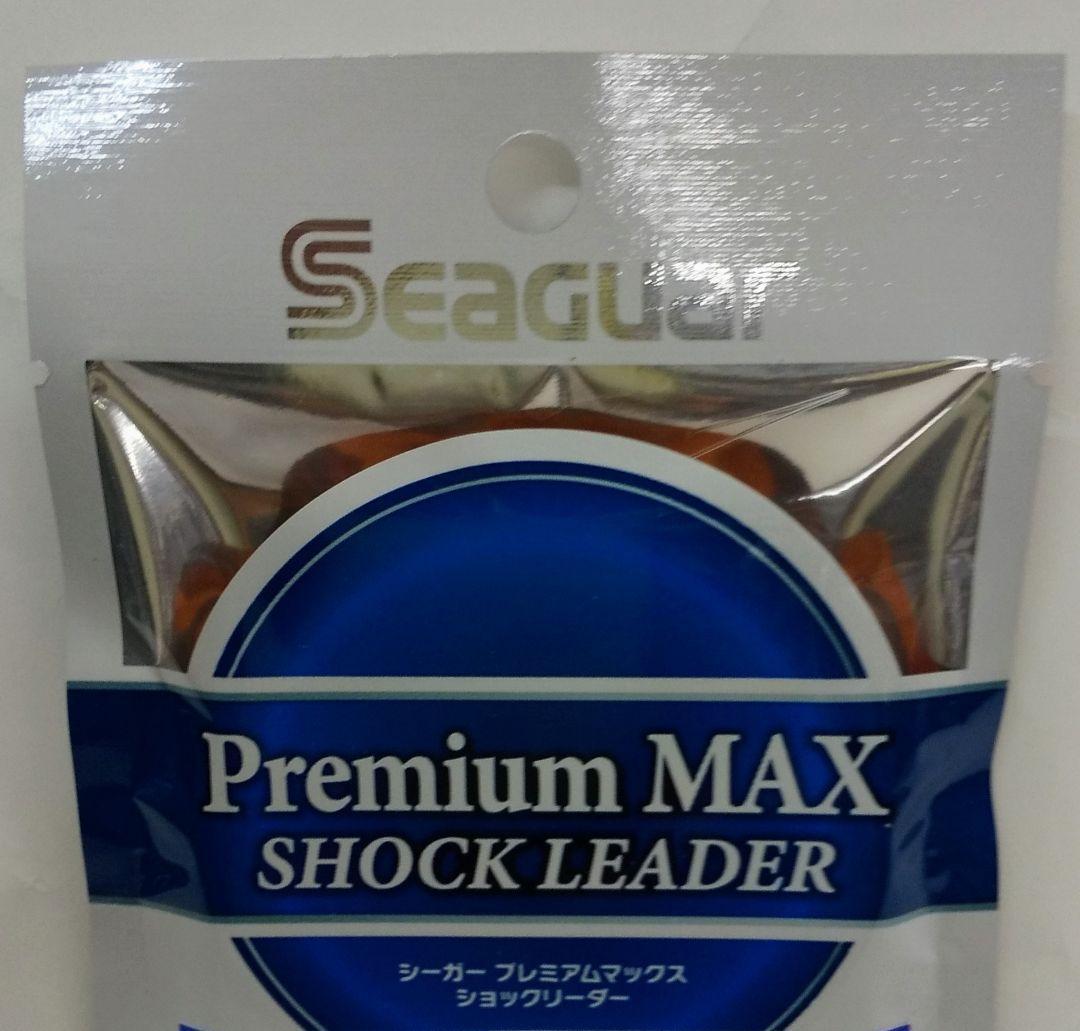 Seaguar
Premium MAX
SHOCK LEADER
シーガー プレミアムマックス
ショックリーダー